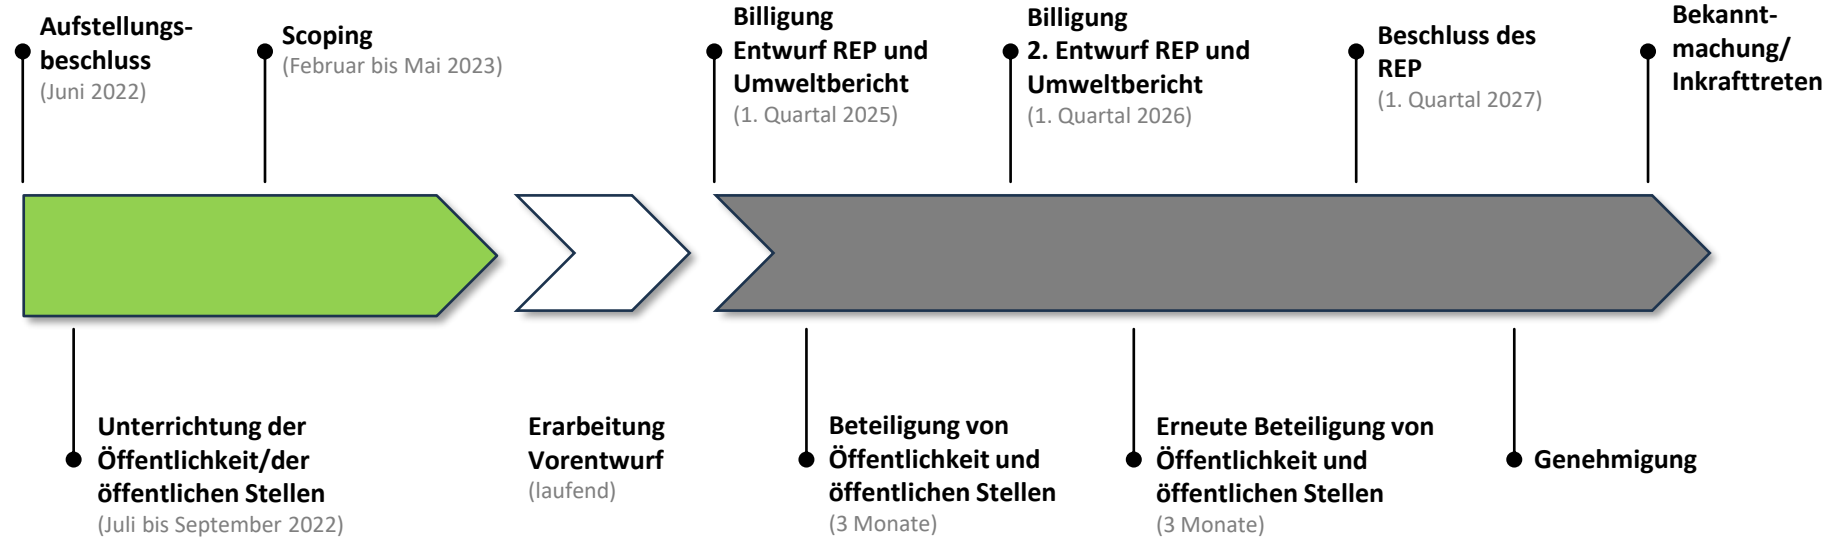 Aufstellungs-
beschluss
(Juni 2022)
Scoping
(Februar bis Mai 2023)
Billigung
Entwurf REP und
Umweltbericht
(1. Quartal 2025)
Billigung
2. Entwurf REP und
Umweltbericht
(1. Quartal 2026)
Beschluss des
REP
(1. Quartal 2027)
Bekannt-
machung/
Inkrafttreten
Unterrichtung der
Öffentlichkeit/der
öffentlichen Stellen
(Juli bis September 2022)
Erarbeitung
Vorentwurf
(laufend)
Beteiligung von
Öffentlichkeit und
öffentlichen Stellen
(3 Monate)
Erneute Beteiligung von
Öffentlichkeit und
öffentlichen Stellen
(3 Monate)
Genehmigung